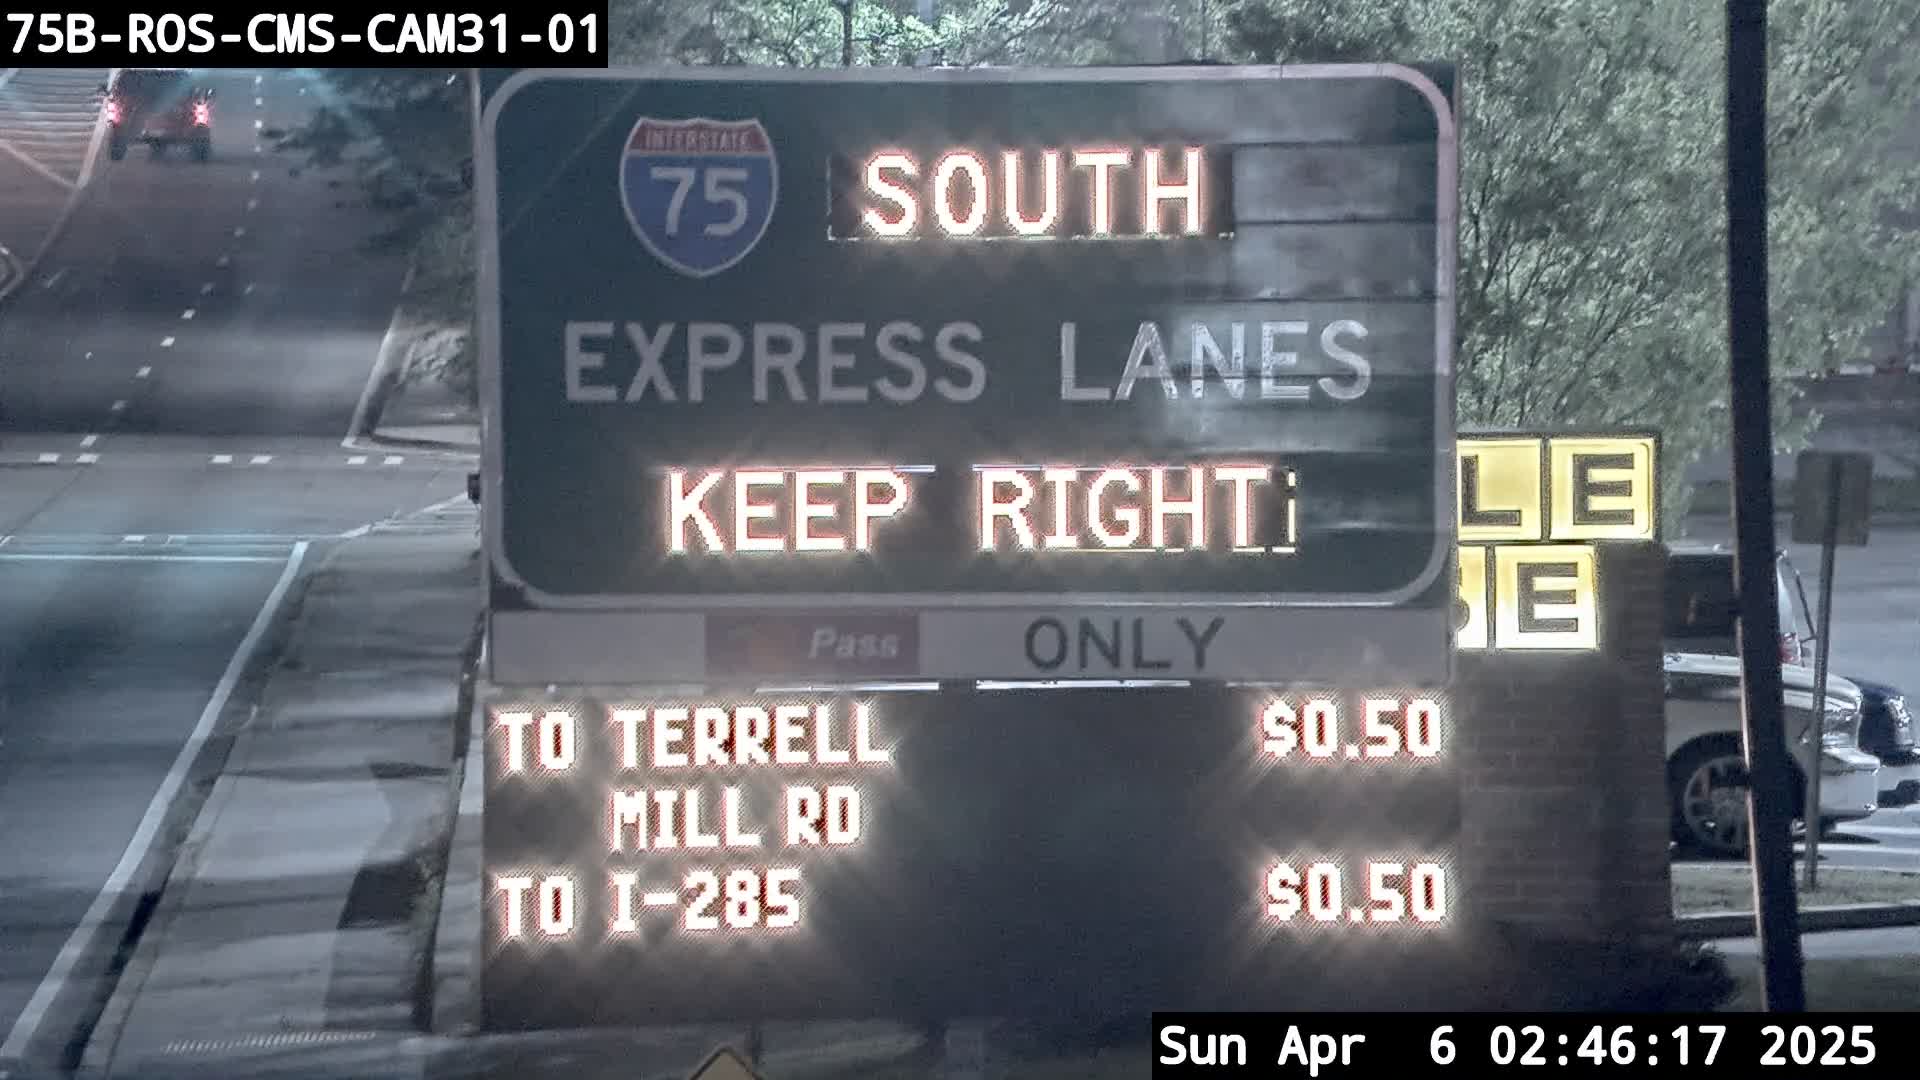 75B-ROS-CMS-CAM31-01
INTERSTATE
75
SOUTH
EXPRESS LANES
KEEP RIGHT
Pass ONLY
TO TERRELL $0.50
MILL RD
TO I-285 $0.50
LE
E
Sun Apr 6 02:46:17 2025